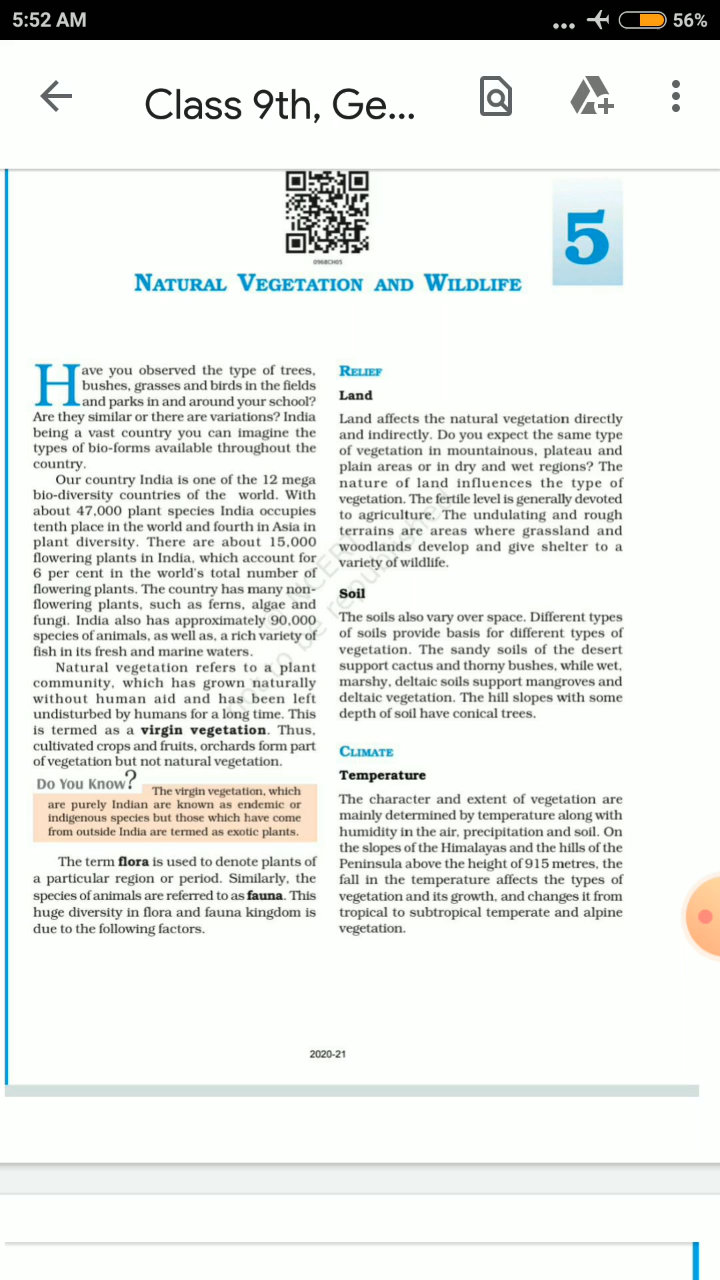 5:52 AM
56%
Class 9th, Ge...
0968CH05
5
NATURAL VEGETATION AND WILDLIFE
Have you observed the type of trees,
bushes, grasses and birds in the fields
and parks in and around your school?
Are they similar or there are variations? India
being a vast country you can imagine the
types of bio-forms available throughout the
country.
Our country India is one of the 12 mega
bio-diversity countries of the world. With
about 47,000 plant species India occupies
tenth place in the world and fourth in Asia in
plant diversity. There are about 15,000
flowering plants in India, which account for
6 per cent in the world's total number of
flowering plants. The country has many non-
flowering plants, such as ferns, algae and
fungi. India also has approximately 90,000
species of animals, as well as, a rich variety of
fish in its fresh and marine waters.
Natural vegetation refers to a plant
community, which has grown naturally
without human aid and has been left
undisturbed by humans for a long time. This
is termed as a virgin vegetation. Thus,
cultivated crops and fruits, orchards form part
of vegetation but not natural vegetation.
Do You Know?
The virgin vegetation, which
are purely Indian are known as endemic or
indigenous species but those which have come
from outside India are termed as exotic plants.
The term flora is used to denote plants of
a particular region or period. Similarly, the
species of animals are referred to as fauna. This
huge diversity in flora and fauna kingdom is
due to the following factors.
RELIEF
Land
Land affects the natural vegetation directly
and indirectly. Do you expect the same type
of vegetation in mountainous, plateau and
plain areas or in dry and wet regions? The
nature of land influences the type of
vegetation. The fertile level is generally devoted
to agriculture. The undulating and rough
terrains are areas where grassland and
woodlands develop and give shelter to a
variety of wildlife.
Soil
The soils also vary over space. Different types
of soils provide basis for different types of
vegetation. The sandy soils of the desert
support cactus and thorny bushes, while wet,
marshy, deltaic soils support mangroves and
deltaic vegetation. The hill slopes with some
depth of soil have conical trees.
CLIMATE
Temperature
The character and extent of vegetation are
mainly determined by temperature along with
humidity in the air, precipitation and soil. On
the slopes of the Himalayas and the hills of the
Peninsula above the height of 915 metres, the
fall in the temperature affects the types of
vegetation and its growth, and changes it from
tropical to subtropical temperate and alpine
vegetation.
NCERT
not to be republished
2020-21